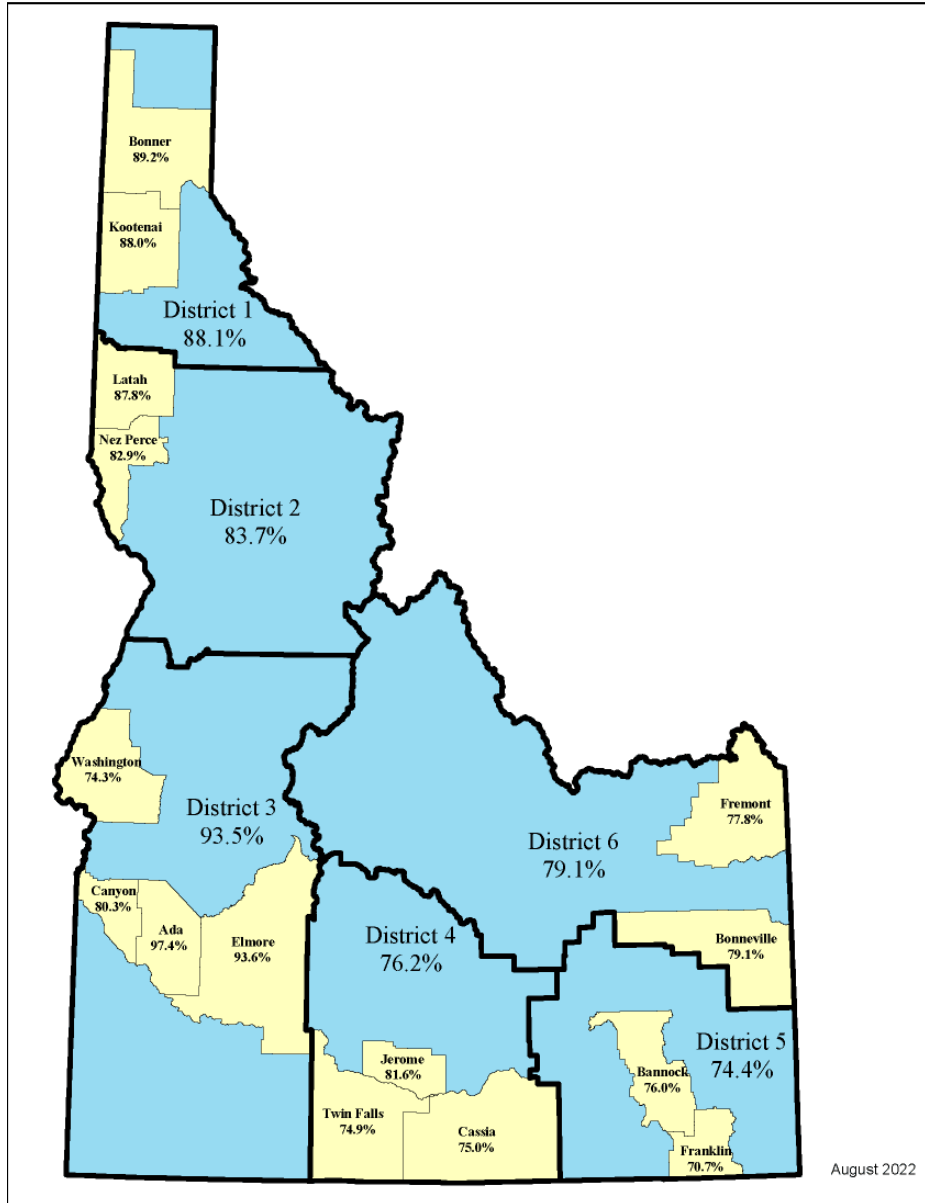 Bonner
89.2%
Kootenai
88.0%
District 1
88.1%
Latah
87.8%
Nez Perce
82.9%
District 2
83.7%
Washington
74.3%
District 3
93.5%
Fremont
77.8%
District 6
79.1%
Canyon
80.3%
Ada
97.4%
Elmore
93.6%
District 4
76.2%
Bonneville
79.1%
District 5
74.4%
Jerome
81.6%
Bannock
76.0%
Twin Falls
74.9%
Cassia
75.0%
Franklin
70.7%
August 2022